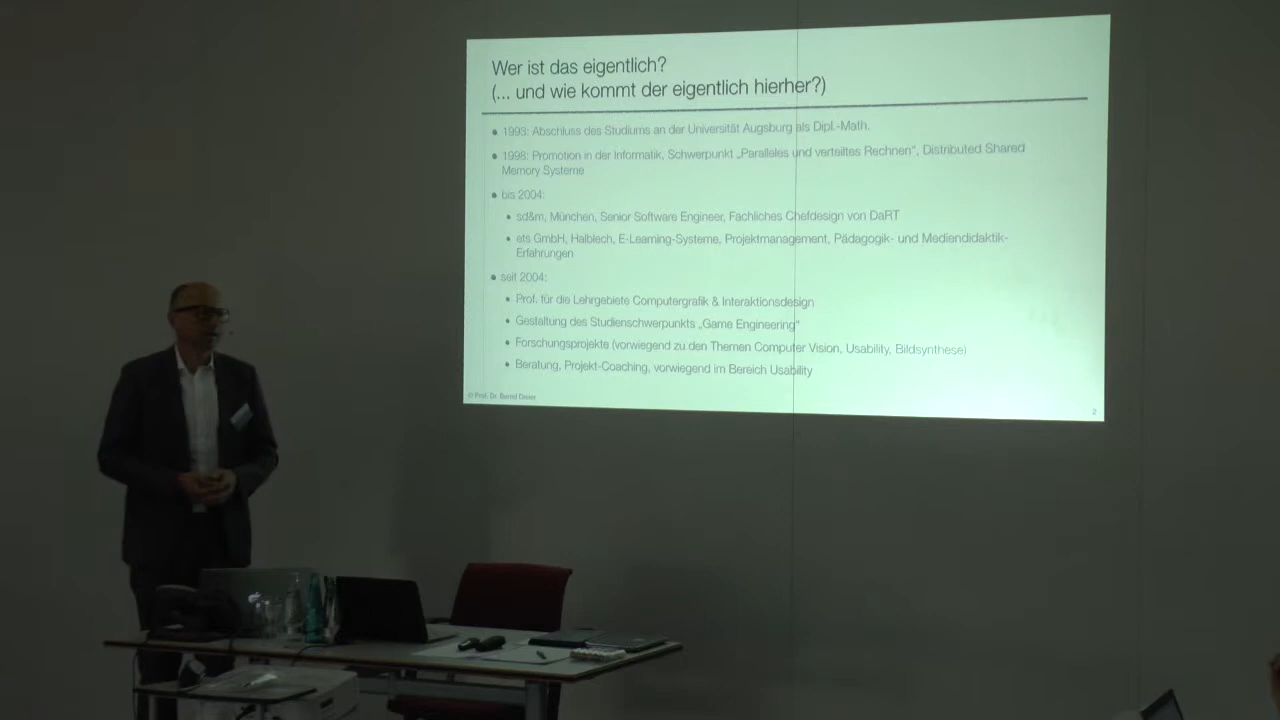 Wer ist das eigentlich?
(... und wie kommt der eigentlich hierher?)
1993: Abschluss des Studiums an der Universität Augsburg als Dipl.-Math.
1998: Promotion in der Informatik, Schwerpunkt „Paralleles und verteiltes Rechnen“, Distributed Shared
Memory Systeme
bis 2004:
sd&m, München, Senior Software Engineer, Fachliches Chefdesign von DaRT
ets GmbH, Halblech, E-Learning-Systeme, Projektmanagement, Pädagogik- und Mediendidaktik-
Erfahrungen
seit 2004:
Prof. für die Lehrgebiete Computergrafik & Interaktionsdesign
Gestaltung des Studienschwerpunkts „Game Engineering“
Forschungsprojekte (vorwiegend zu den Themen Computer Vision, Usability, Bildsynthese)
Beratung, Projekt-Coaching, vorwiegend im Bereich Usability
© Prof. Dr. Bernd
2